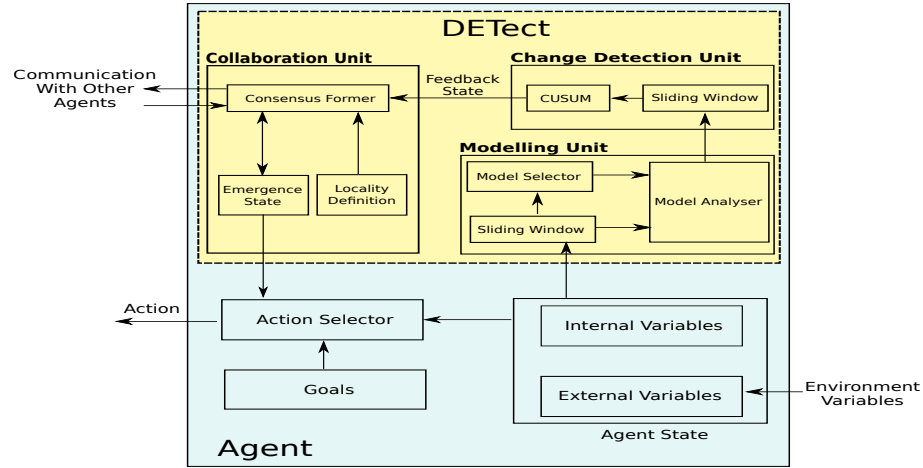 DETect
Collaboration Unit
Change Detection Unit
Communication
With Other
Agents
Consensus Former
Feedback
State
CUSUM
Sliding Window
Modelling Unit
Model Selector
Model Analyser
Sliding Window
Emergence
State
Locality
Definition
Action
Action Selector
Internal Variables
Goals
External Variables
Environment
Variables
Agent State
Agent